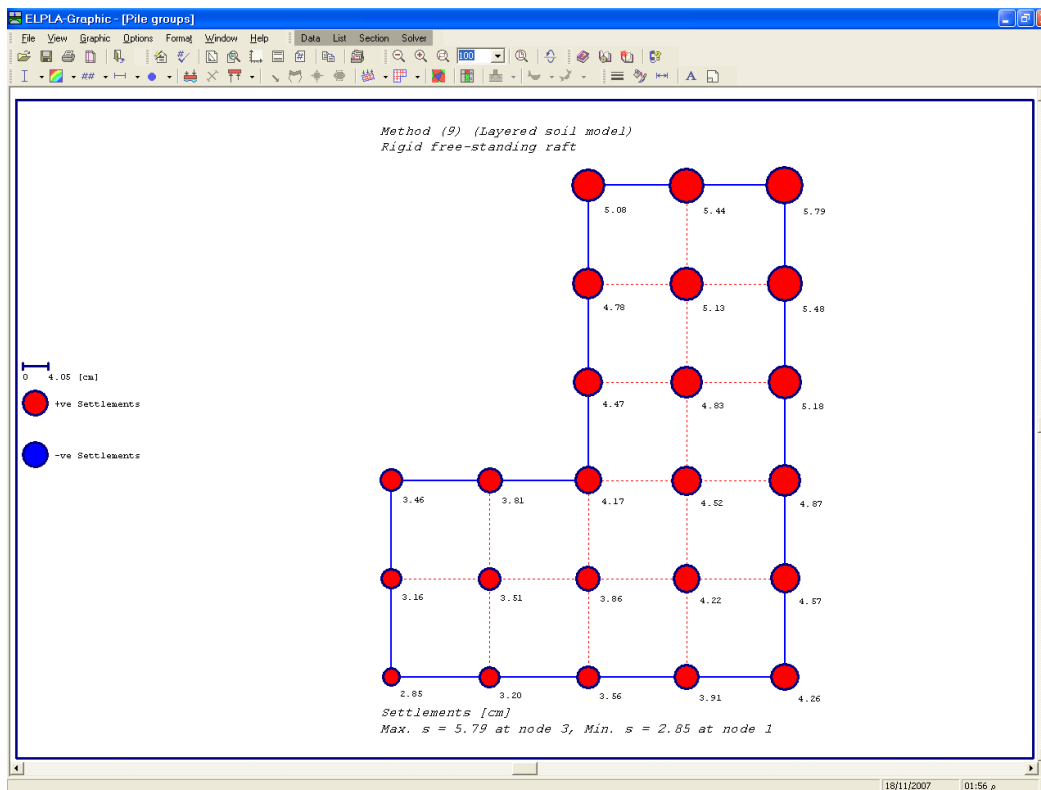 ELPLA-Graphic - [Pile groups]
File View Graphic Options Format Window Help Data List Section Solver
100
Method (9) (Layered soil model)
Rigid free-standing raft
5.08 5.44 5.79
4.78 5.13 5.48
0 4.05 [cm]
+ve Settlements
4.47 4.83 5.18
-ve Settlements
3.46 3.81 4.17 4.52 4.87
3.16 3.51 3.86 4.22 4.57
2.85 3.20 3.56 3.91 4.26
Settlements [cm]
Max. s = 5.79 at node 3, Min. s = 2.85 at node 1
18/11/2007 01:56 م